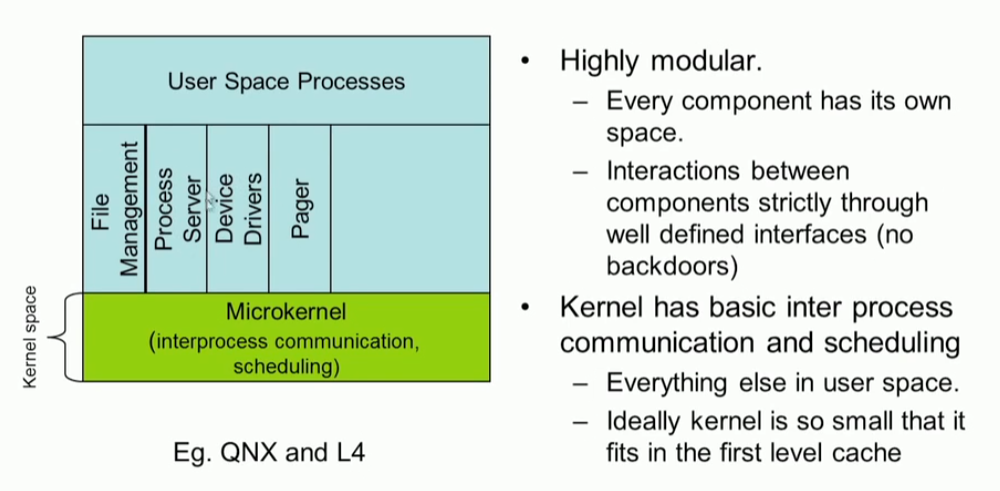 User Space Processes
File
Management
Process
Server
Device
Drivers
Pager
Kernel space
Microkernel
(interprocess communication,
scheduling)
Eg. QNX and L4
• Highly modular.
– Every component has its own
space.
– Interactions between
components strictly through
well defined interfaces (no
backdoors)
• Kernel has basic inter process
communication and scheduling
– Everything else in user space.
– Ideally kernel is so small that it
fits in the first level cache